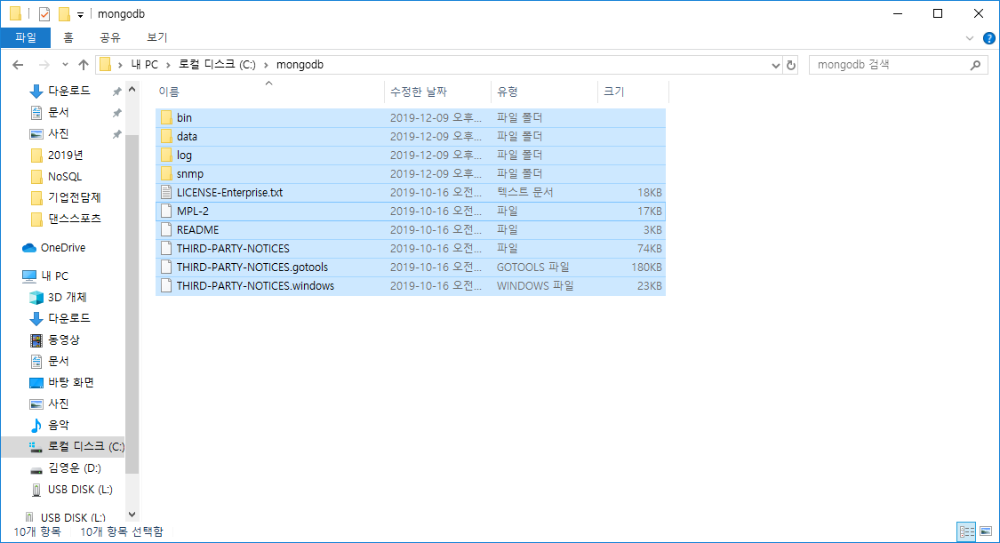 mongodb
파일 홈 공유 보기
내 PC 로컬 디스크 (C:) mongodb
mongodb 검색
다운로드
문서
사진
2019년
NoSQL
기업전담제
댄스스포츠
OneDrive
내 PC
3D 개체
다운로드
동영상
문서
바탕 화면
사진
음악
로컬 디스크 (C:)
김영운 (D:)
USB DISK (L:)
USB DISK (L:)
이름 수정한 날짜 유형 크기
bin 2019-12-09 오후... 파일 폴더
data 2019-12-09 오후... 파일 폴더
log 2019-12-09 오후... 파일 폴더
snmp 2019-12-09 오후... 파일 폴더
LICENSE-Enterprise.txt 2019-10-16 오전... 텍스트 문서 18KB
MPL-2 2019-10-16 오전... 파일 17KB
README 2019-10-16 오전... 파일 3KB
THIRD-PARTY-NOTICES 2019-10-16 오전... 파일 74KB
THIRD-PARTY-NOTICES.gotools 2019-10-16 오전... GOTOOLS 파일 180KB
THIRD-PARTY-NOTICES.windows 2019-10-16 오전... WINDOWS 파일 23KB
10개 항목 10개 항목 선택함